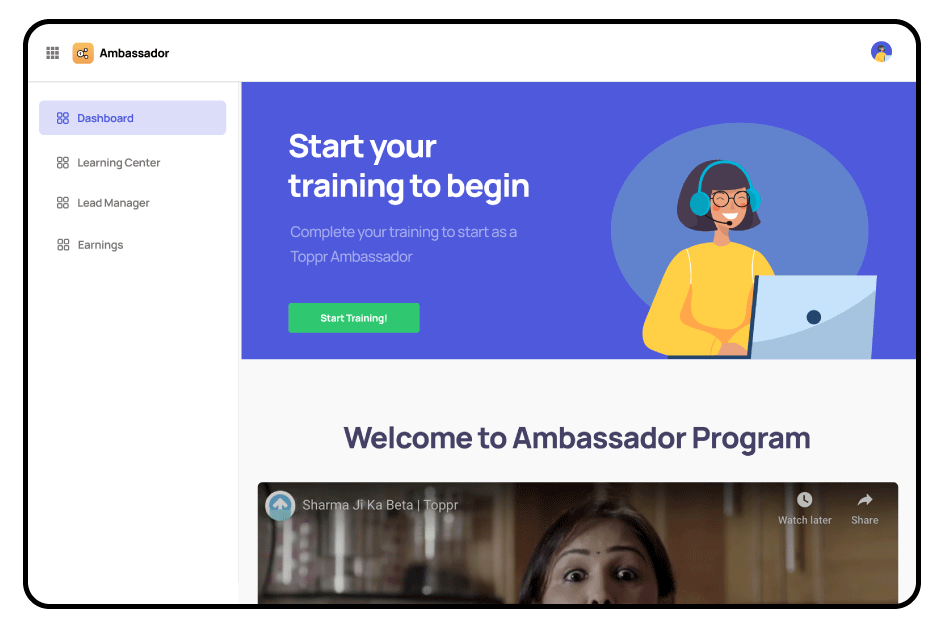 Ambassador
Dashboard
Learning Center
Lead Manager
Earnings
Start your
training to begin
Complete your training to start as a
Toppr Ambassador
Start Training!
Welcome to Ambassador Program
Sharma Ji Ka Beta | Toppr
Watch later
Share